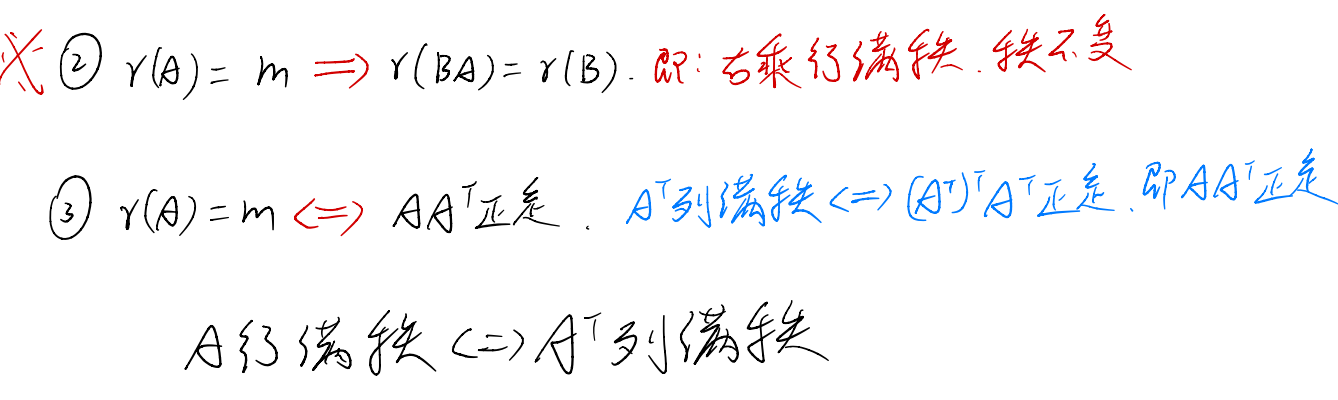 ※ ② r(A) = m ⇒ r(BA) = r(B). 即: 右乘行满秩. 秩不变
③ r(A) = m <=> AAᵀ正定. Aᵀ列满秩 <=> (Aᵀ)ᵀAᵀ正定. 即AAᵀ正定
A行满秩 <=> Aᵀ列满秩